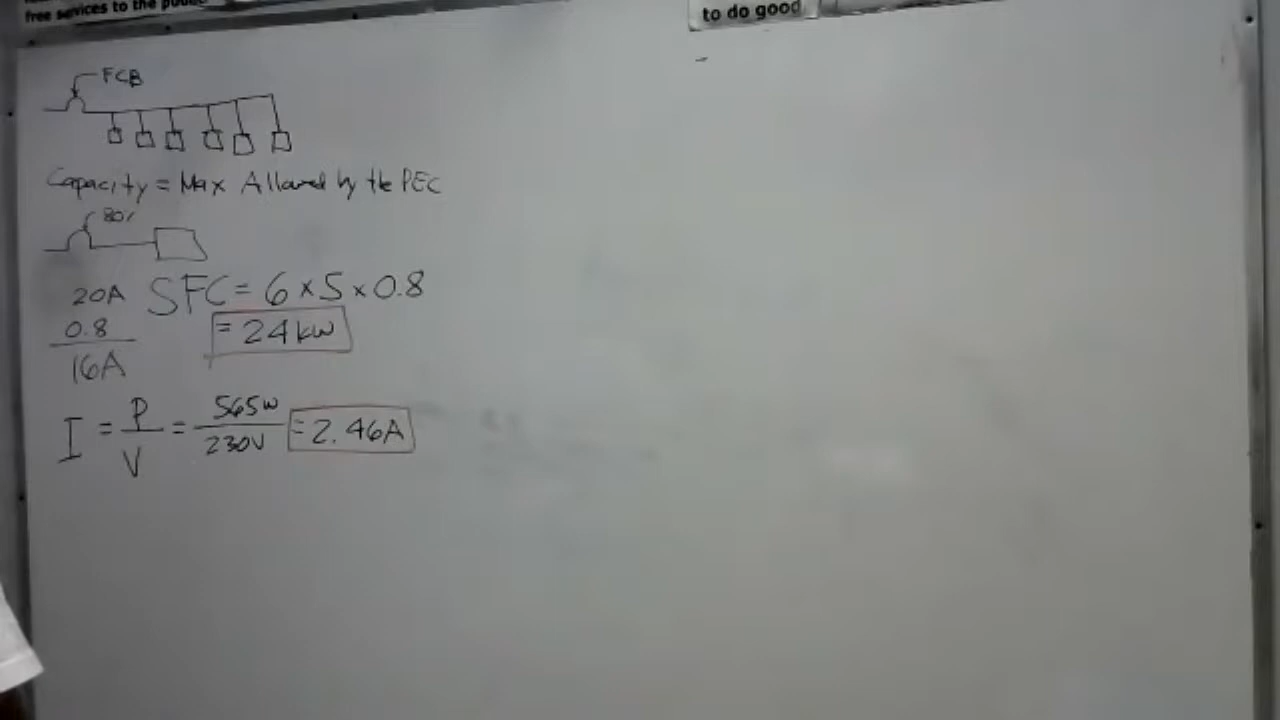 free services to the public
to do good
FCB
Capacity = Max Allowed by the PEC
80%
20A
0.8
16A
SFC = 6 × 5 × 0.8
= 24 kW
I = P/V = 565W/230V = 2.46A